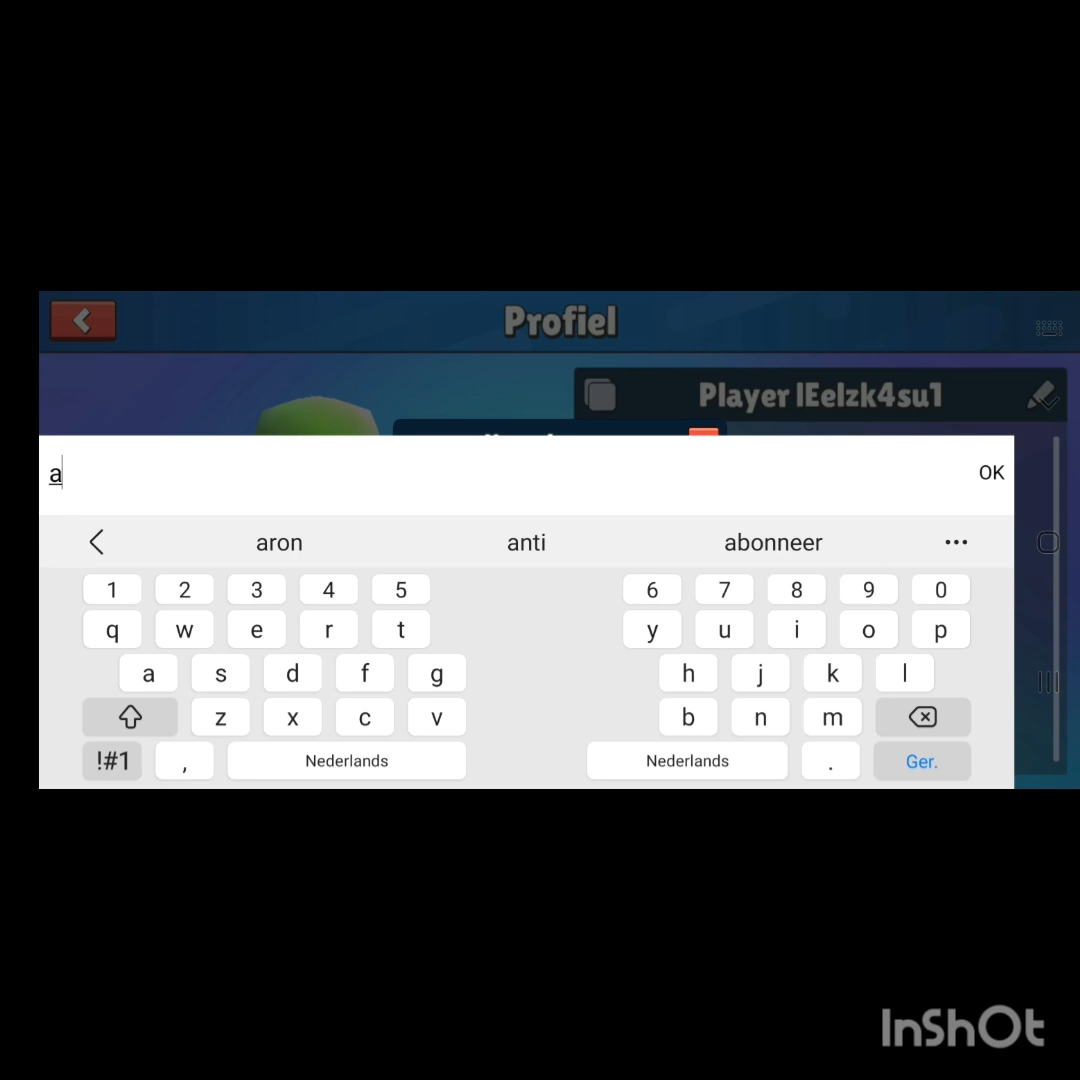 Profiel
Player lEelzk4su1
a
OK
aron anti abonneer
1 2 3 4 5 6 7 8 9 0
q w e r t y u i o p
a s d f g h j k l
z x c v b n m
!#1 , Nederlands Nederlands . Ger.
InShOt